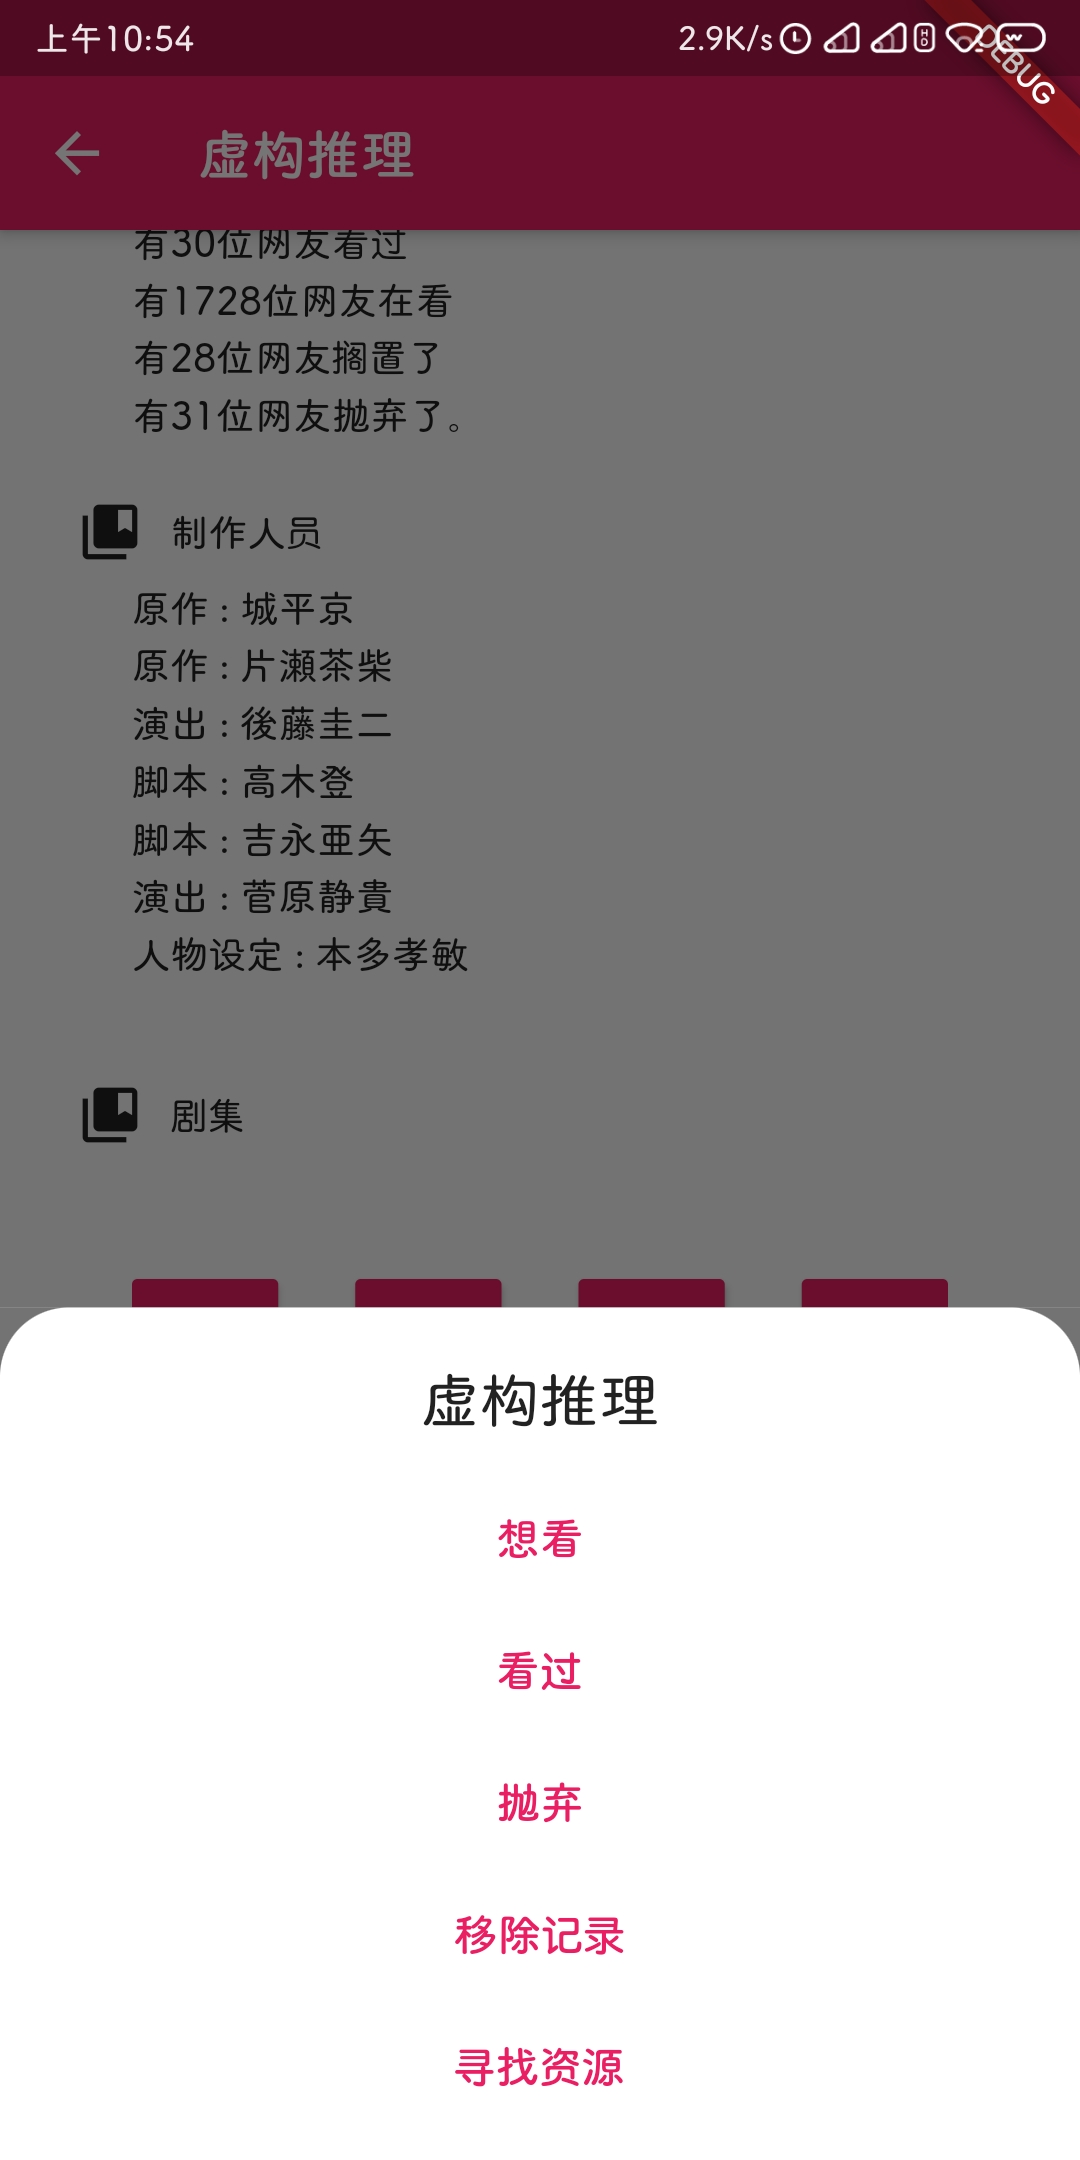 上午10:54
2.9K/s
DEBUG
虚构推理
有30位网友看过
有1728位网友在看
有28位网友搁置了
有31位网友抛弃了。
制作人员
原作 : 城平京
原作 : 片瀬茶柴
演出 : 後藤圭二
脚本 : 高木登
脚本 : 吉永亜矢
演出 : 菅原静貴
人物设定 : 本多孝敏
剧集
虚构推理
想看
看过
抛弃
移除记录
寻找资源